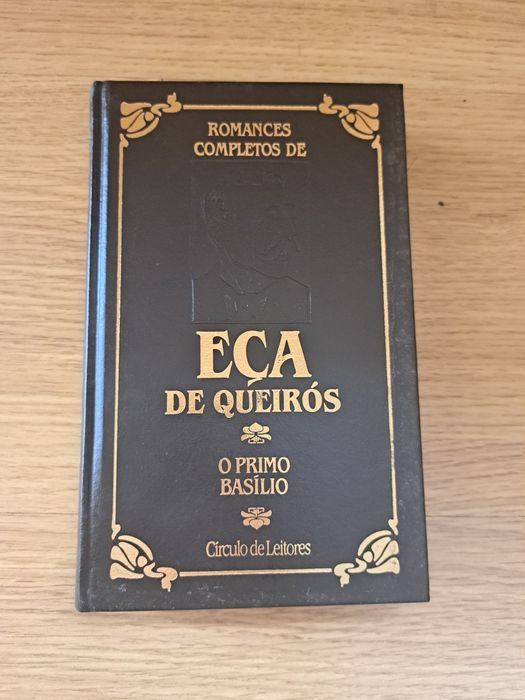 ROMANCES
COMPLETOS DE
EÇA
DE QUEIRÓS
O PRIMO
BASÍLIO
Círculo de Leitores